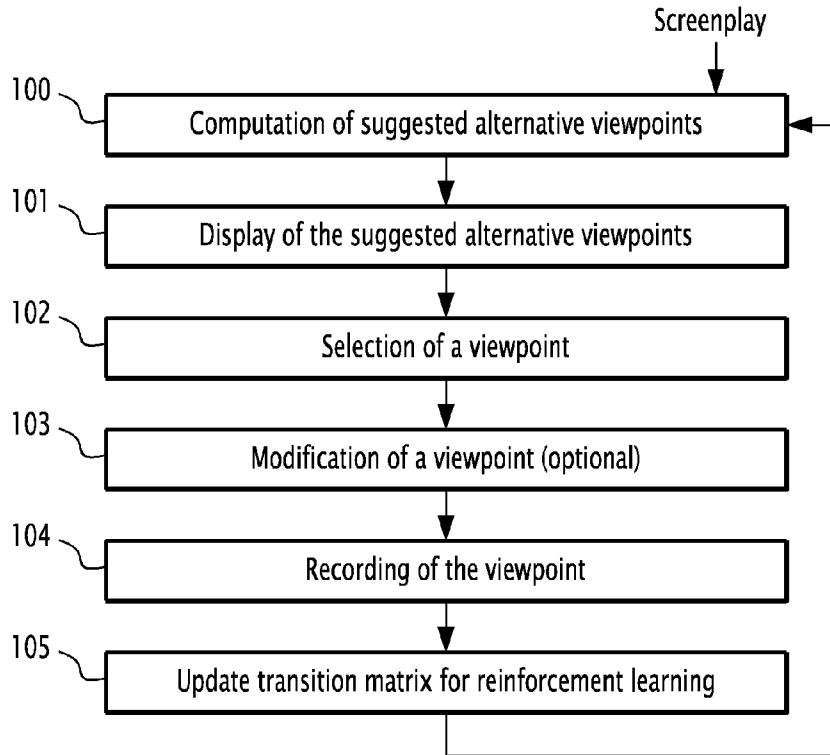 Screenplay
100
Computation of suggested alternative viewpoints
101
Display of the suggested alternative viewpoints
102
Selection of a viewpoint
103
Modification of a viewpoint (optional)
104
Recording of the viewpoint
105
Update transition matrix for reinforcement learning